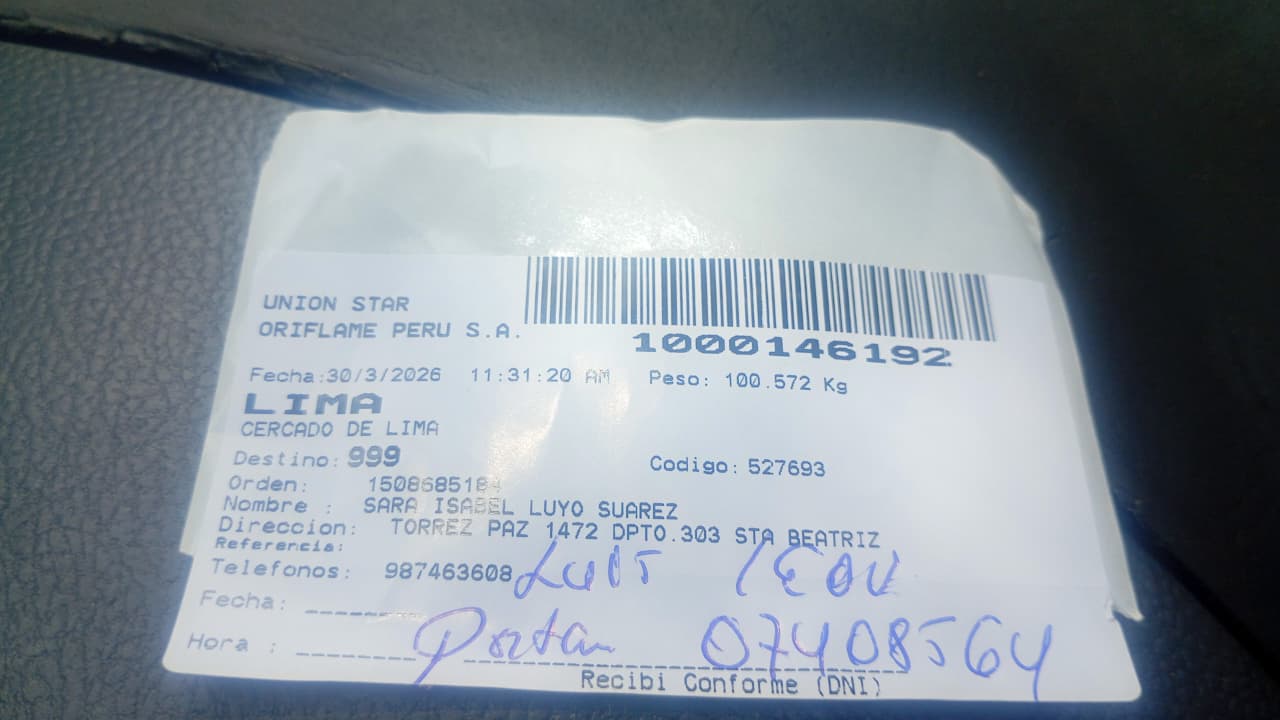 UNION STAR
ORIFLAME PERU S.A.
1000146192
Fecha:30/3/2026 11:31:20 AM Peso: 100.572 Kg
LIMA
CERCADO DE LIMA
Destino: 999 Codigo: 527693
Orden: 1508685184
Nombre : SARA ISABEL LUYO SUAREZ
Direccion: TORREZ PAZ 1472 DPTO.303 STA BEATRIZ
Referencia:
Telefonos: 987463608 Luis
Fecha:
Hora : 07408564
Recibi Conforme (DNI)